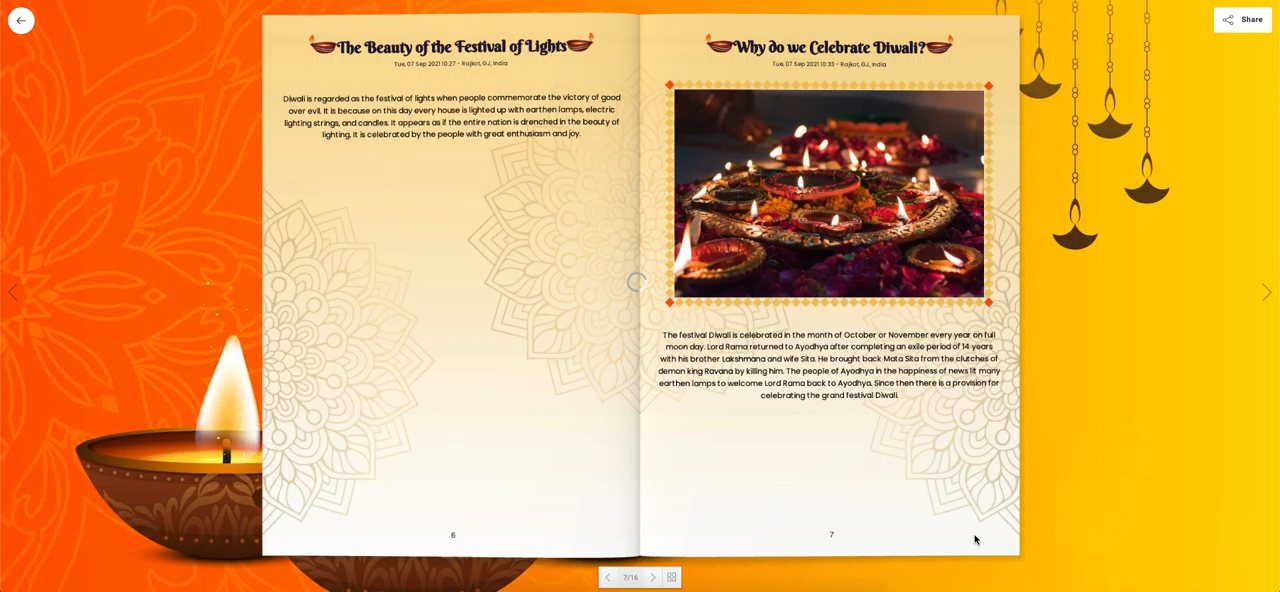 Share
The Beauty of the Festival of Lights
Tue, 07 Sep 2021 10:27 - Rajkot, GJ, India
Diwali is regarded as the festival of lights when people commemorate the victory of good
over evil. It is because on this day every house is lighted up with earthen lamps, electric
lighting strings, and candles. It appears as if the entire nation is drenched in the beauty of
lighting. It is celebrated by the people with great enthusiasm and joy.
6
Why do we Celebrate Diwali?
Tue, 07 Sep 2021 10:33 - Rajkot, GJ, India
The festival Diwali is celebrated in the month of October or November every year on full
moon day. Lord Rama returned to Ayodhya after completing an exile period of 14 years
with his brother Lakshmana and wife Sita. He brought back Mata Sita from the clutches of
demon king Ravana by killing him. The people of Ayodhya in the happiness of news lit many
earthen lamps to welcome Lord Rama back to Ayodhya. Since then there is a provision for
celebrating the grand festival Diwali.
7
7/16